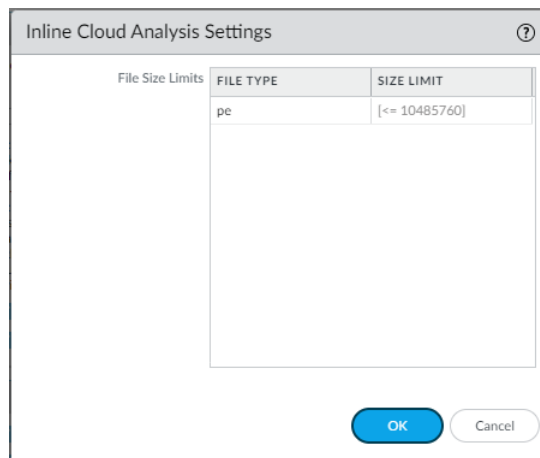 Inline Cloud Analysis Settings ?
File Size Limits FILE TYPE SIZE LIMIT
pe [<= 10485760]
OK Cancel